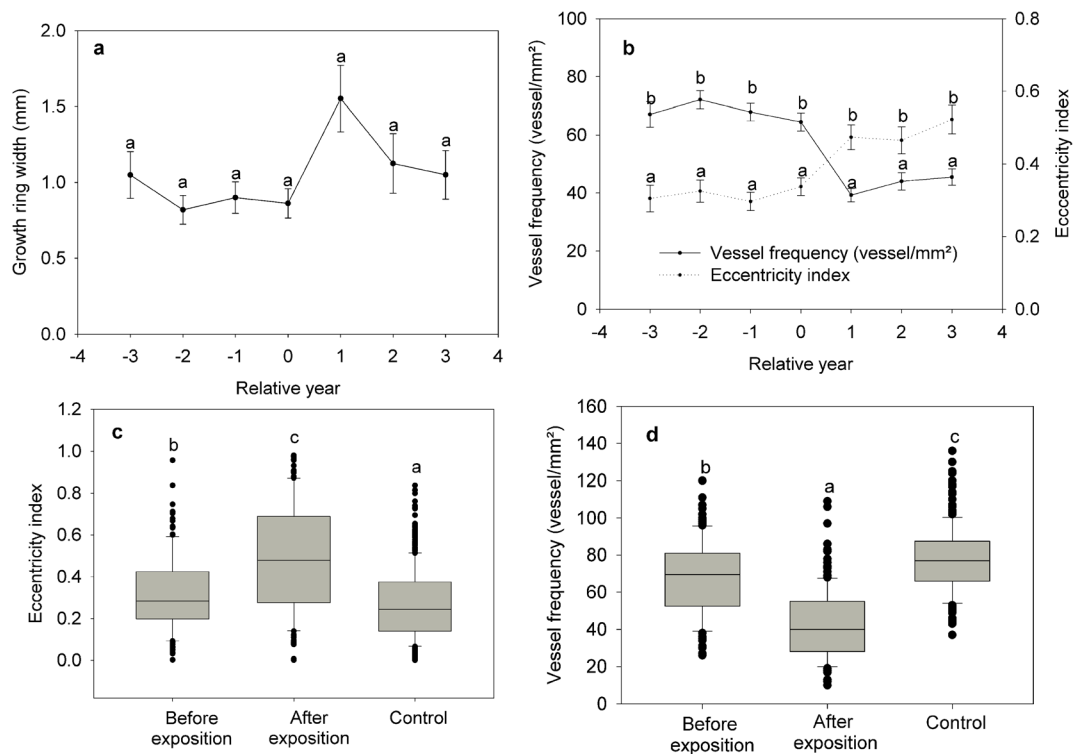 a
Growth ring width (mm)
2.0
1.5
1.0
0.5
0.0
a a a a a a a
-4 -3 -2 -1 0 1 2 3 4
Relative year
b
Vessel frequency (vessel/mm²)
100
80
60
40
20
0
b b b b b b b
a a a a a a a
Vessel frequency (vessel/mm²)
Eccentricity index
0.8
0.6
0.4
0.2
0.0
Ecccentricity index
-4 -3 -2 -1 0 1 2 3 4
Relative year
c
Eccentricity index
1.2
1.0
0.8
0.6
0.4
0.2
0.0
b c a
Before
exposition
After
exposition
Control
d
Vessel frequency (vessel/mm²)
160
140
120
100
80
60
40
20
0
b a c
Before
exposition
After
exposition
Control